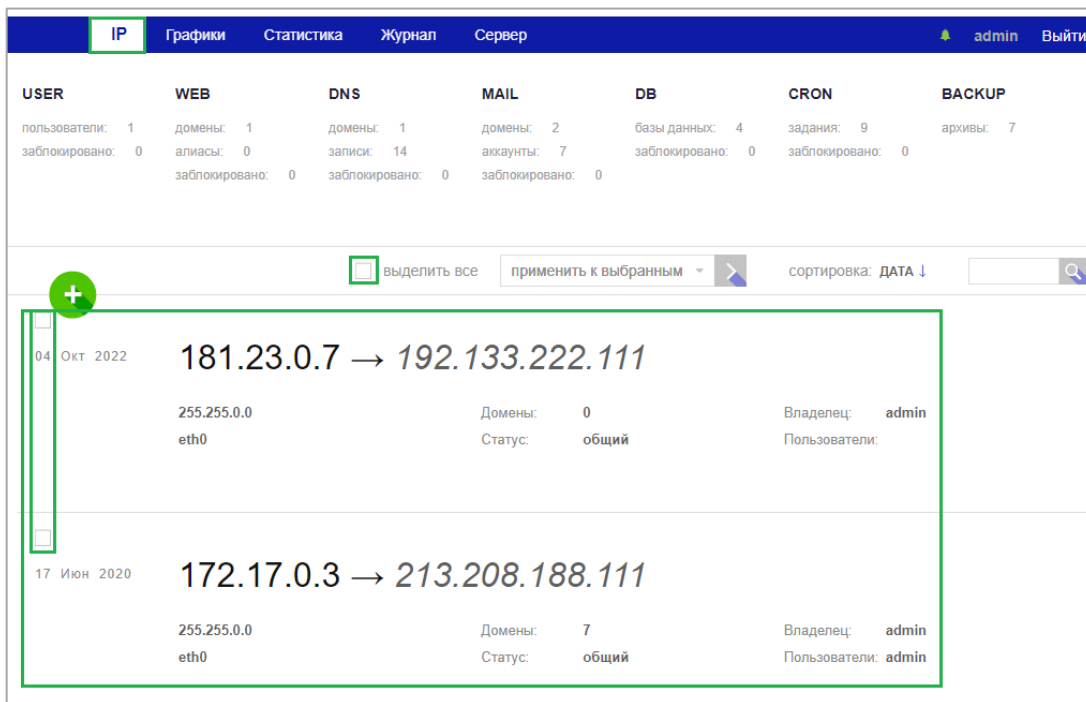 IP Графики Статистика Журнал Сервер admin Выйти
USER WEB DNS MAIL DB CRON BACKUP
пользователи: 1 домены: 1 домены: 1 домены: 2 базы данных: 4 задания: 9 архивы: 7
заблокировано: 0 алиасы: 0 записи: 14 аккаунты: 7 заблокировано: 0 заблокировано: 0
заблокировано: 0 заблокировано: 0 заблокировано: 0
выделить все применить к выбранным сортировка: ДАТА ↓
+
04 Окт 2022 181.23.0.7 → 192.133.222.111
255.255.0.0 Домены: 0 Владелец: admin
eth0 Статус: общий Пользователи:
17 Июн 2020 172.17.0.3 → 213.208.188.111
255.255.0.0 Домены: 7 Владелец: admin
eth0 Статус: общий Пользователи: admin